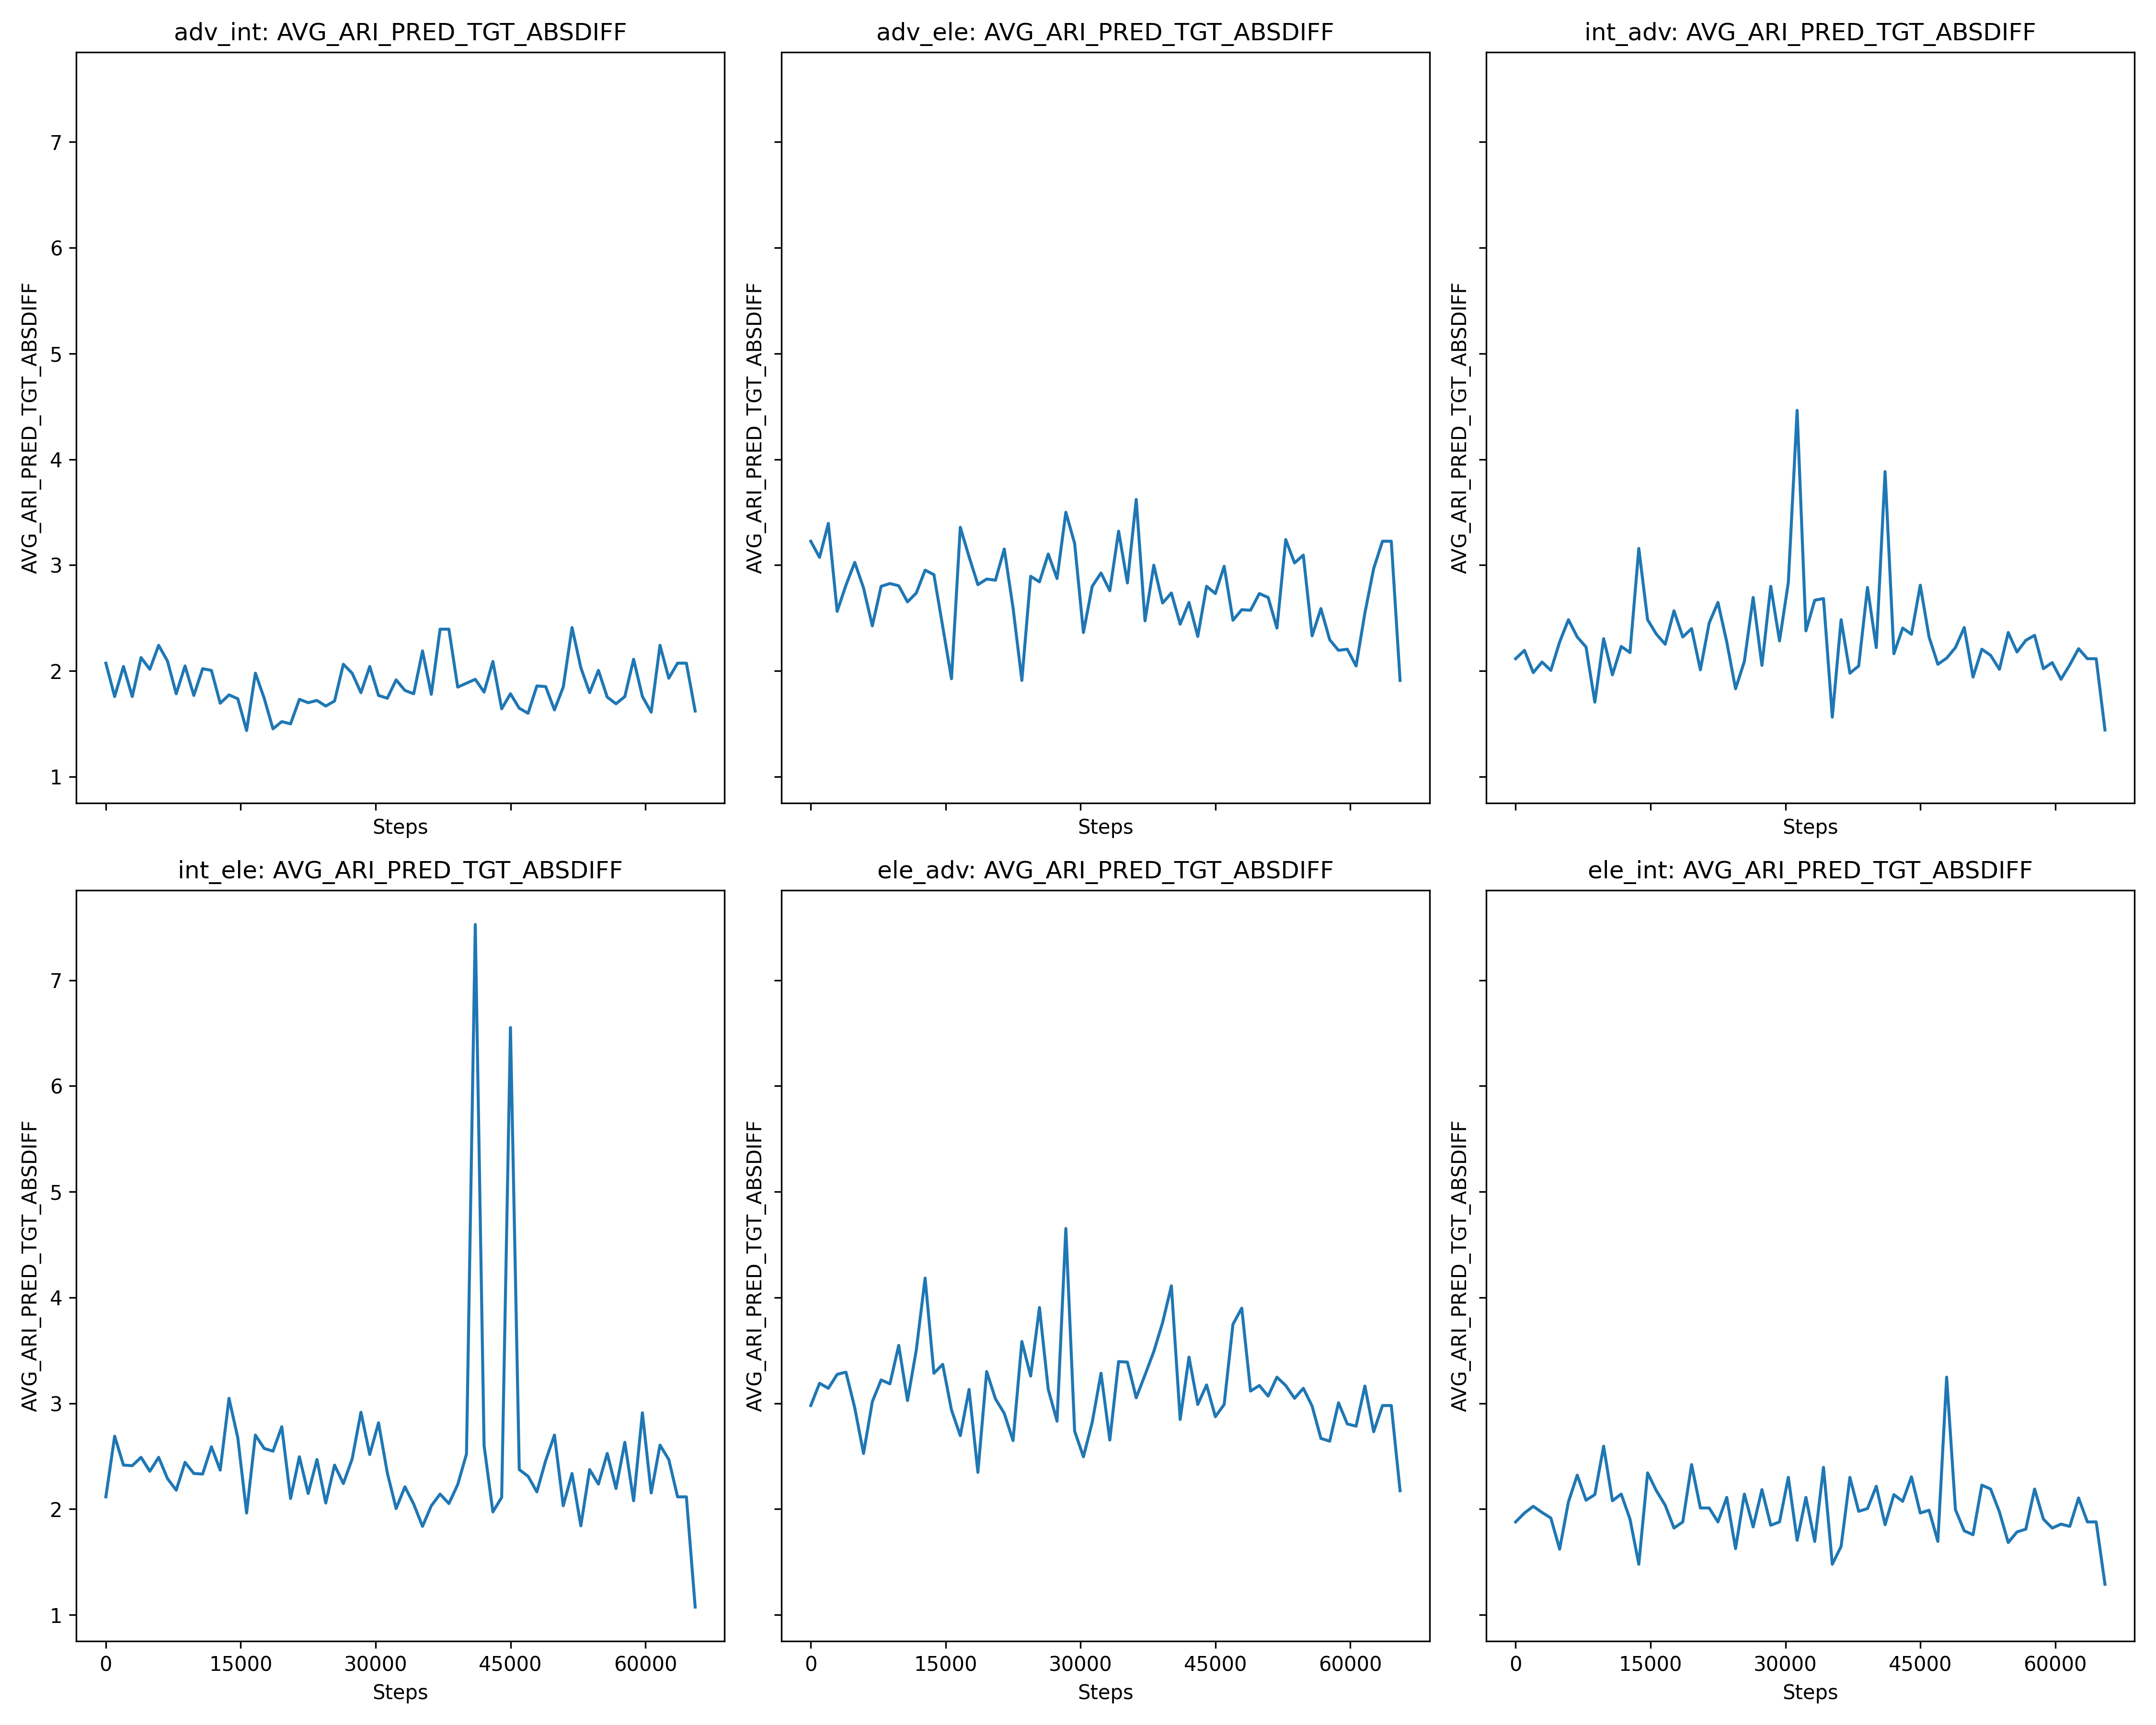 adv_int: AVG_ARI_PRED_TGT_ABSDIFF
adv_ele: AVG_ARI_PRED_TGT_ABSDIFF
int_adv: AVG_ARI_PRED_TGT_ABSDIFF
AVG_ARI_PRED_TGT_ABSDIFF
7
6
5
4
3
2
1
Steps
AVG_ARI_PRED_TGT_ABSDIFF
Steps
AVG_ARI_PRED_TGT_ABSDIFF
Steps
int_ele: AVG_ARI_PRED_TGT_ABSDIFF
ele_adv: AVG_ARI_PRED_TGT_ABSDIFF
ele_int: AVG_ARI_PRED_TGT_ABSDIFF
AVG_ARI_PRED_TGT_ABSDIFF
7
6
5
4
3
2
1
0 15000 30000 45000 60000
Steps
AVG_ARI_PRED_TGT_ABSDIFF
0 15000 30000 45000 60000
Steps
AVG_ARI_PRED_TGT_ABSDIFF
0 15000 30000 45000 60000
Steps